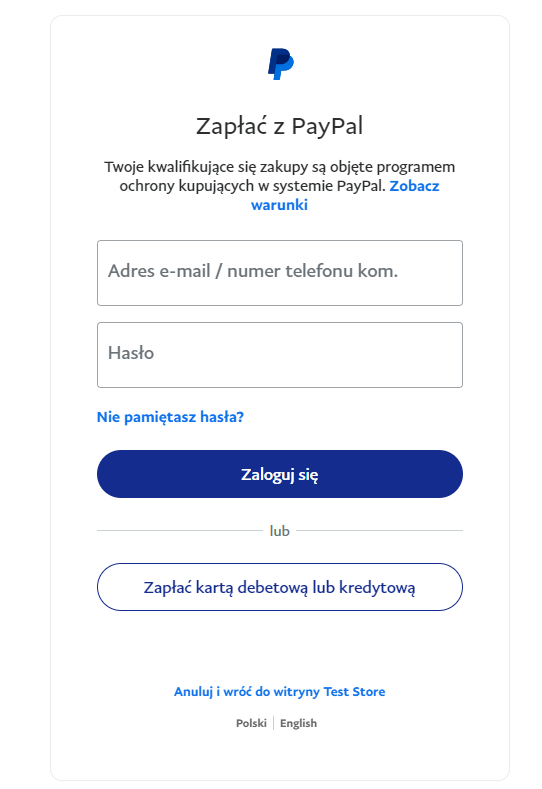 Zapłać z PayPal
Twoje kwalifikujące się zakupy są objęte programem
ochrony kupujących w systemie PayPal. Zobacz
warunki
Adres e-mail / numer telefonu kom.
Hasło
Nie pamiętasz hasła?
Zaloguj się
lub
Zapłać kartą debetową lub kredytową
Anuluj i wróć do witryny Test Store
Polski | English